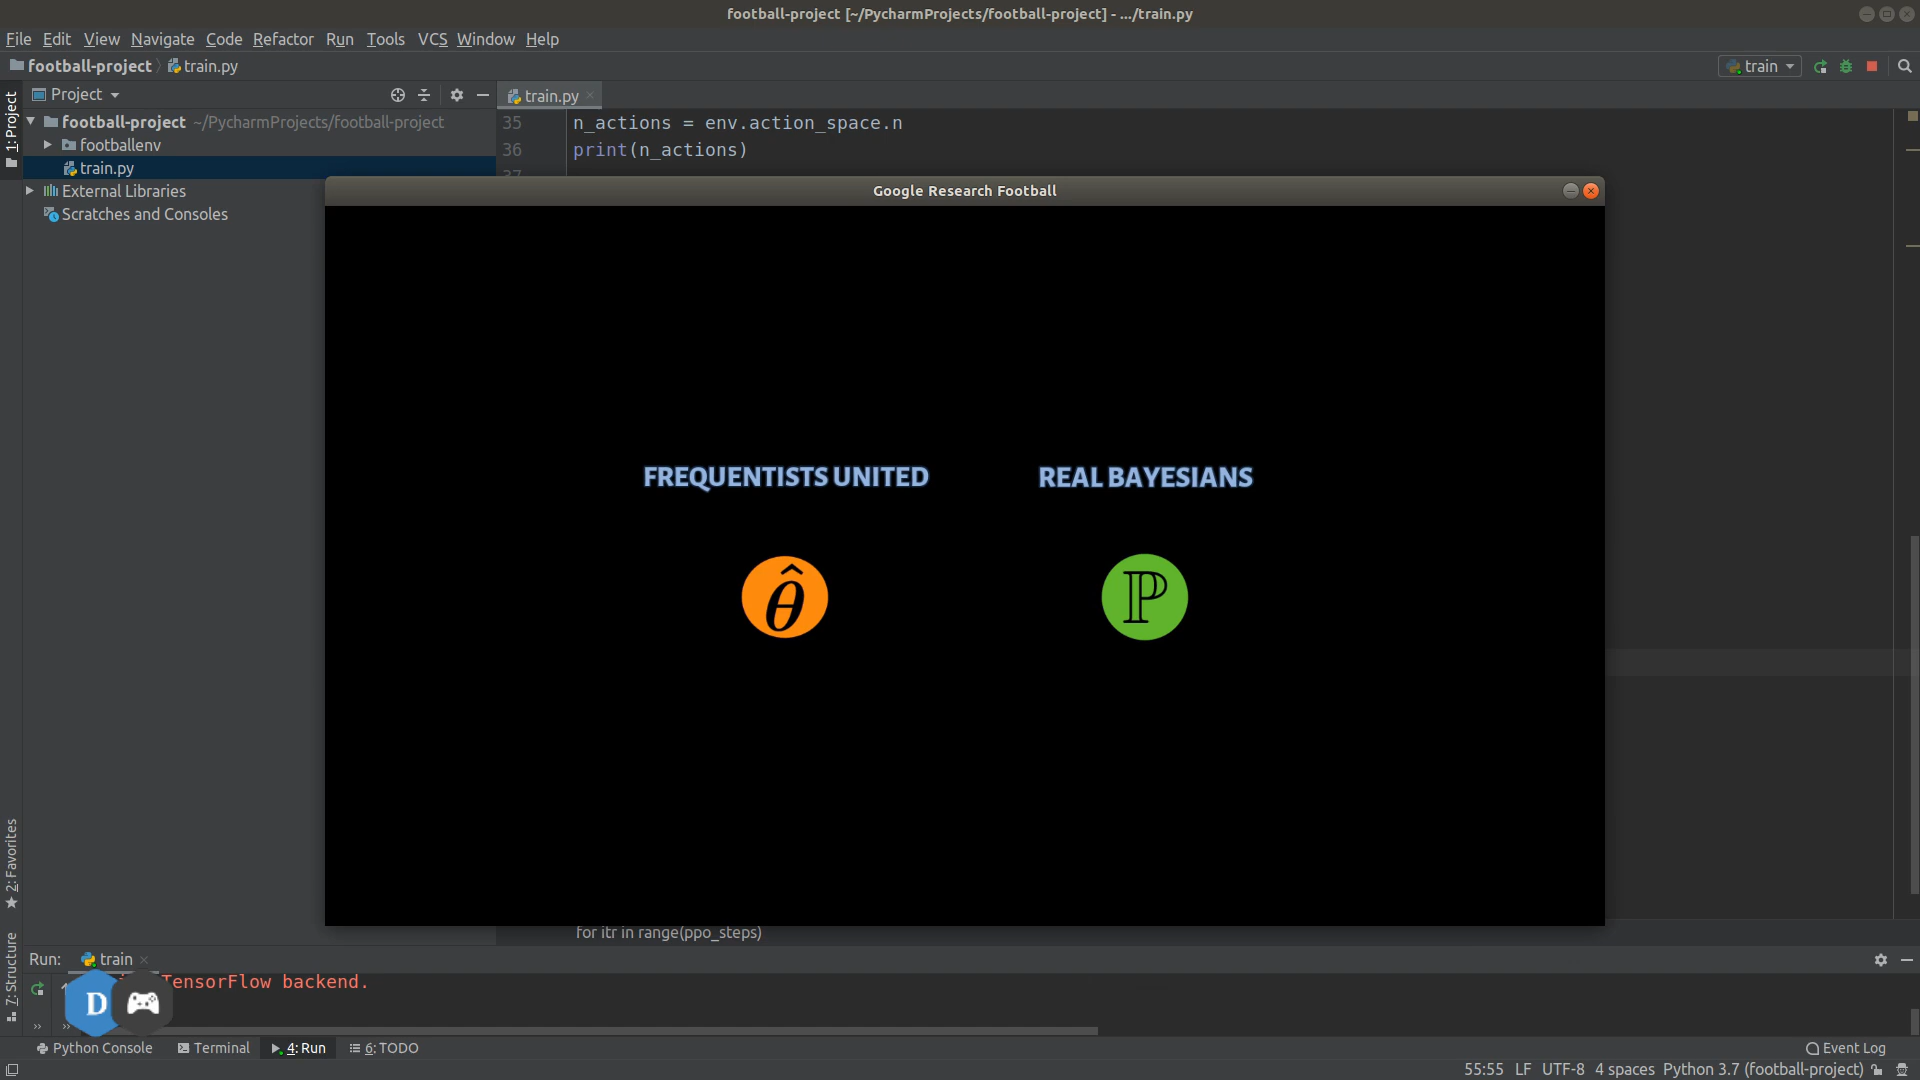 football-project [~/PycharmProjects/football-project] - .../train.py
File Edit View Navigate Code Refactor Run Tools VCS Window Help
football-project train.py train
1: Project
Project
train.py
football-project ~/PycharmProjects/football-project
footballenv
train.py
External Libraries
Scratches and Consoles
35 n_actions = env.action_space.n
36 print(n_actions)
Google Research Football
FREQUENTISTS UNITED REAL BAYESIANS
θ̂ ℙ
for itr in range(ppo_steps)
2: Favorites
7: Structure
Run: train
TensorFlow backend.
D
Python Console Terminal 4: Run 6: TODO Event Log
55:55 LF UTF-8 4 spaces Python 3.7 (football-project)